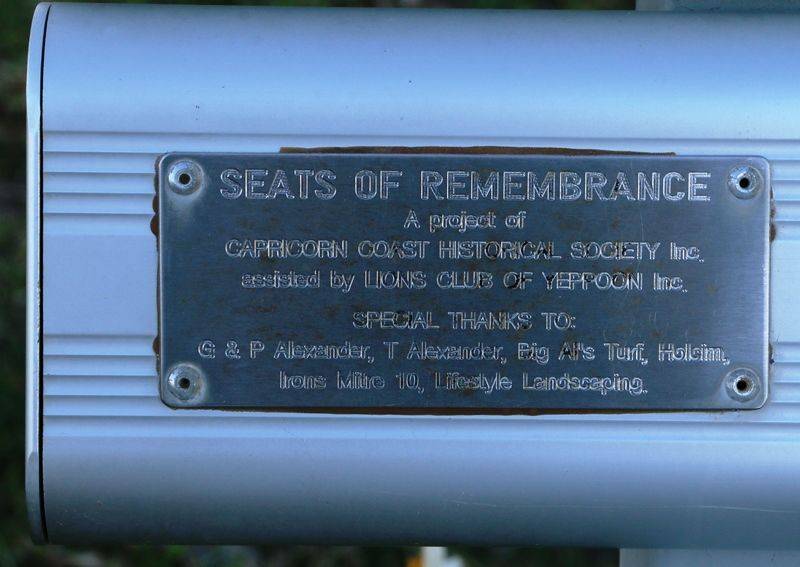 SEATS OF REMEMBRANCE
A project of
CAPRICORN COAST HISTORICAL SOCIETY Inc.
assisted by LIONS CLUB OF YEPPOON Inc.
SPECIAL THANKS TO:
G & P Alexander, T Alexander, Big Al's Turf, Holsim,
Irons Mitre 10, Lifestyle Landscaping.